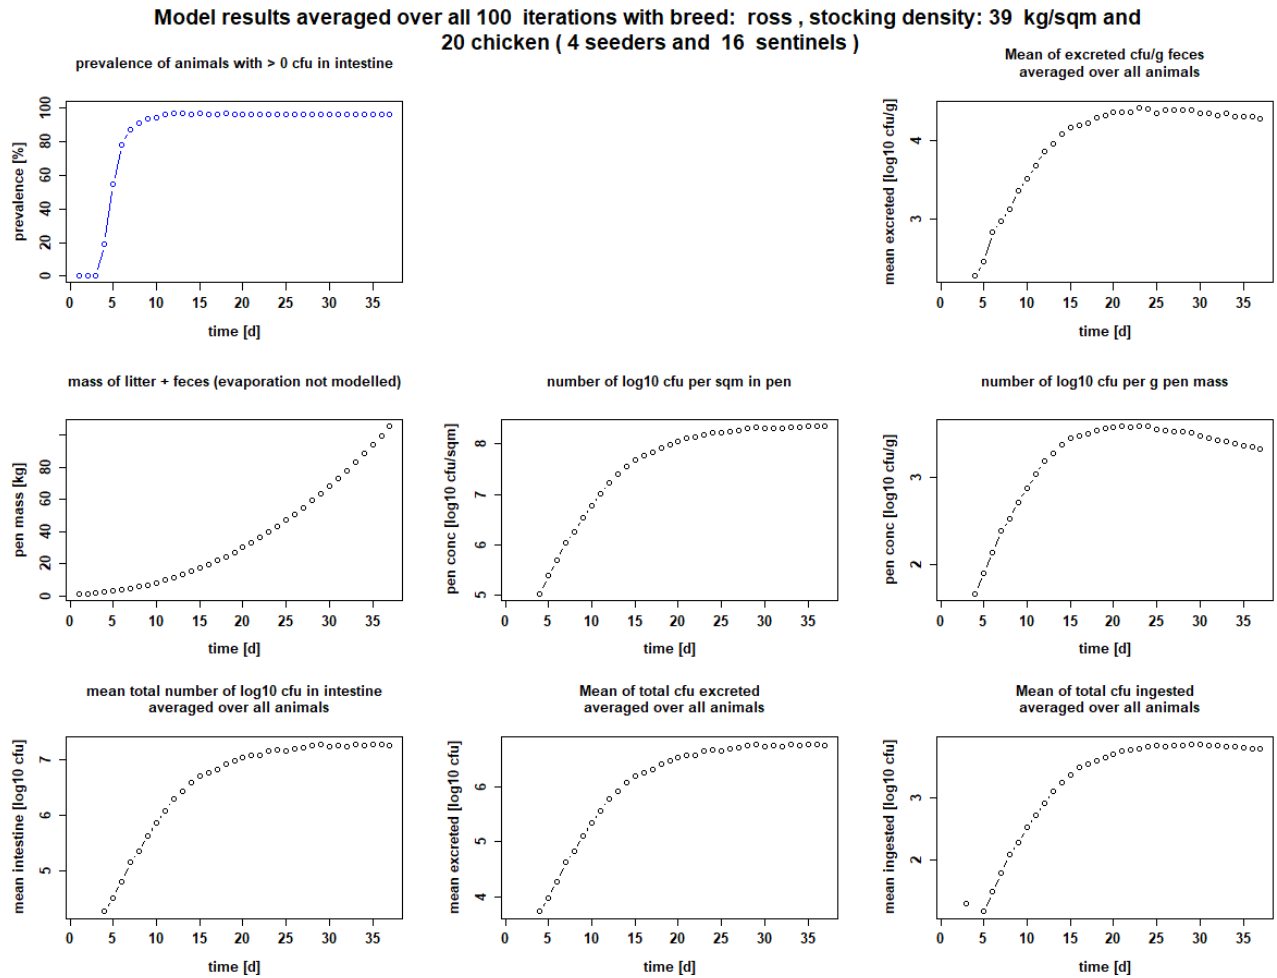 Model results averaged over all 100 iterations with breed: ross , stocking density: 39 kg/sqm and
20 chicken ( 4 seeders and 16 sentinels )
prevalence of animals with > 0 cfu in intestine
prevalence [%]
0 20 40 60 80 100
0 5 10 15 20 25 30 35
time [d]
Mean of excreted cfu/g feces
averaged over all animals
mean excreted [log10 cfu/g]
3 4
0 5 10 15 20 25 30 35
time [d]
mass of litter + feces (evaporation not modelled)
pen mass [kg]
0 20 40 60 80
0 5 10 15 20 25 30 35
time [d]
number of log10 cfu per sqm in pen
pen conc [log10 cfu/sqm]
5 6 7 8
0 5 10 15 20 25 30 35
time [d]
number of log10 cfu per g pen mass
pen conc [log10 cfu/g]
2 3
0 5 10 15 20 25 30 35
time [d]
mean total number of log10 cfu in intestine
averaged over all animals
mean intestine [log10 cfu]
5 6 7
0 5 10 15 20 25 30 35
time [d]
Mean of total cfu excreted
averaged over all animals
mean excreted [log10 cfu]
4 5 6
0 5 10 15 20 25 30 35
time [d]
Mean of total cfu ingested
averaged over all animals
mean ingested [log10 cfu]
2 3
0 5 10 15 20 25 30 35
time [d]